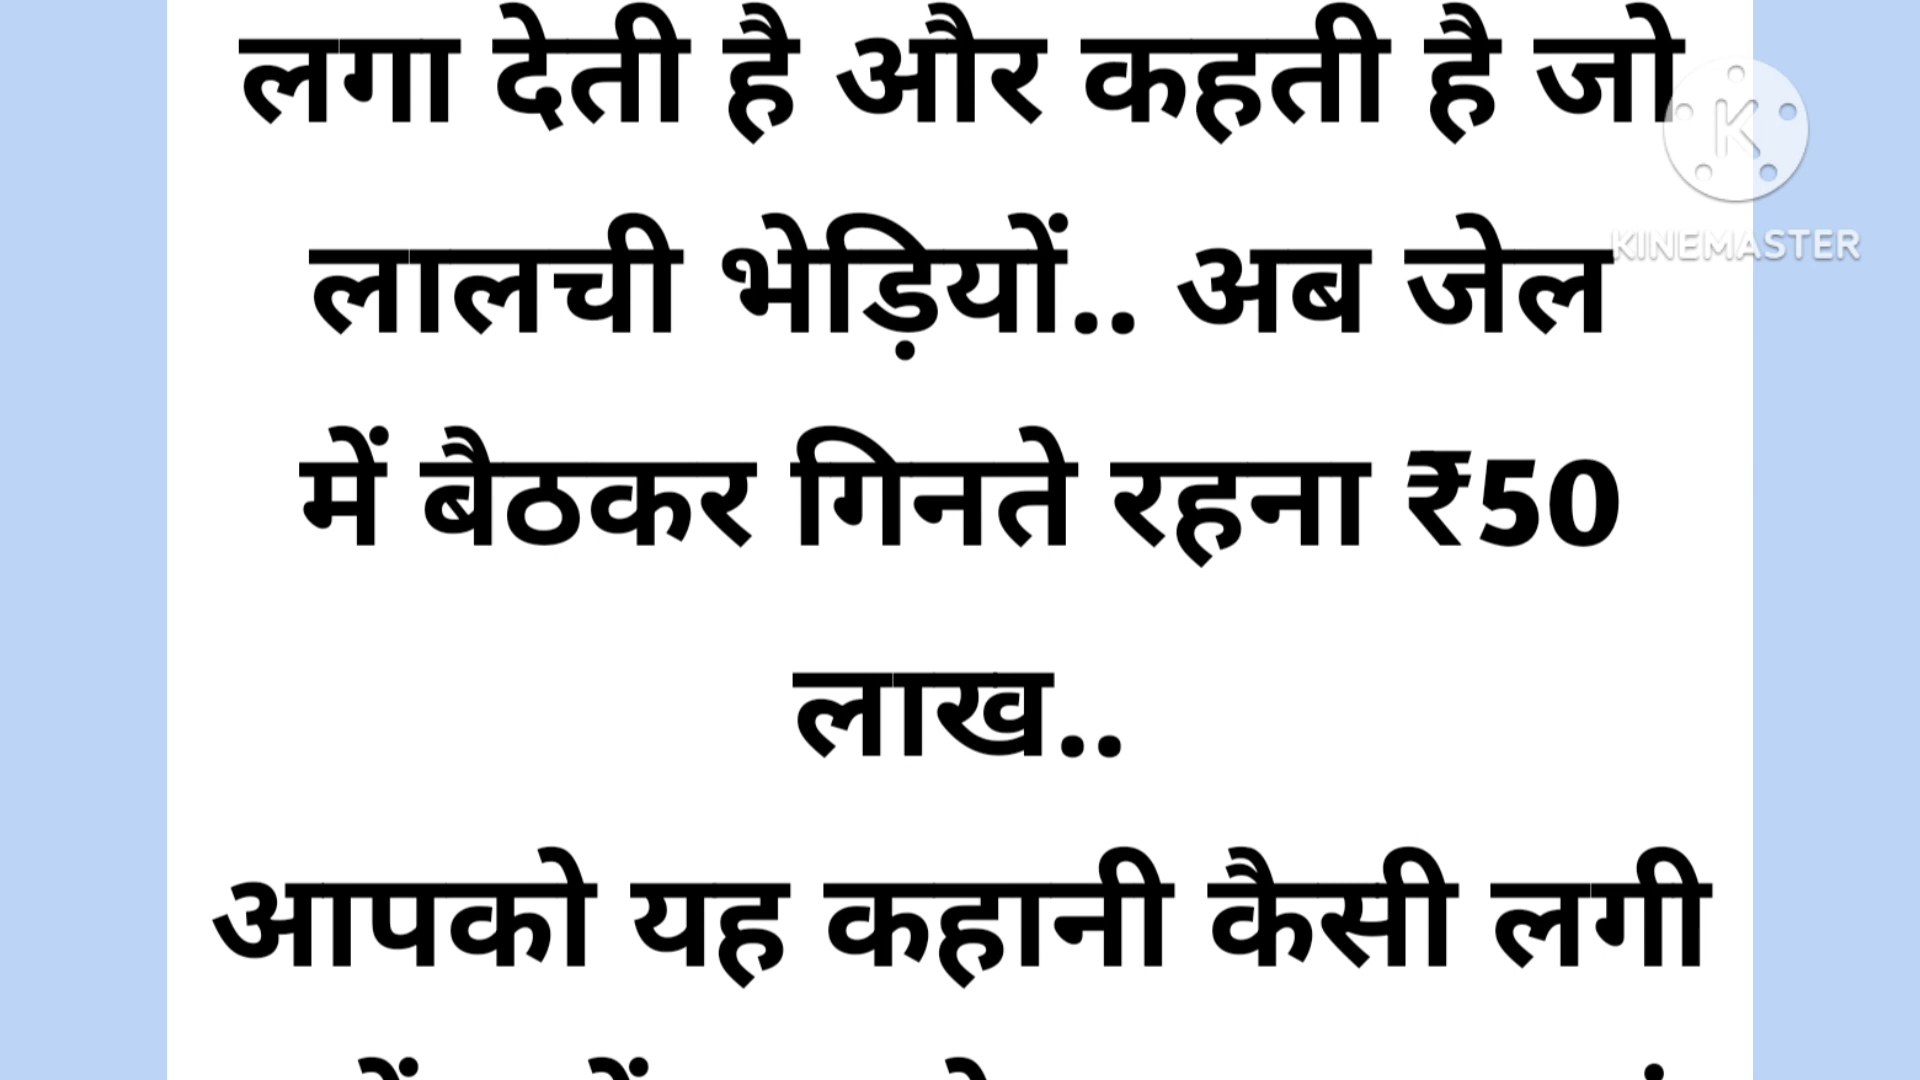 लगा देती है और कहती है जो
लालची भेड़ियों.. अब जेल
में बैठकर गिनते रहना ₹50
लाख..
आपको यह कहानी कैसी लगी
K
KINEMASTER